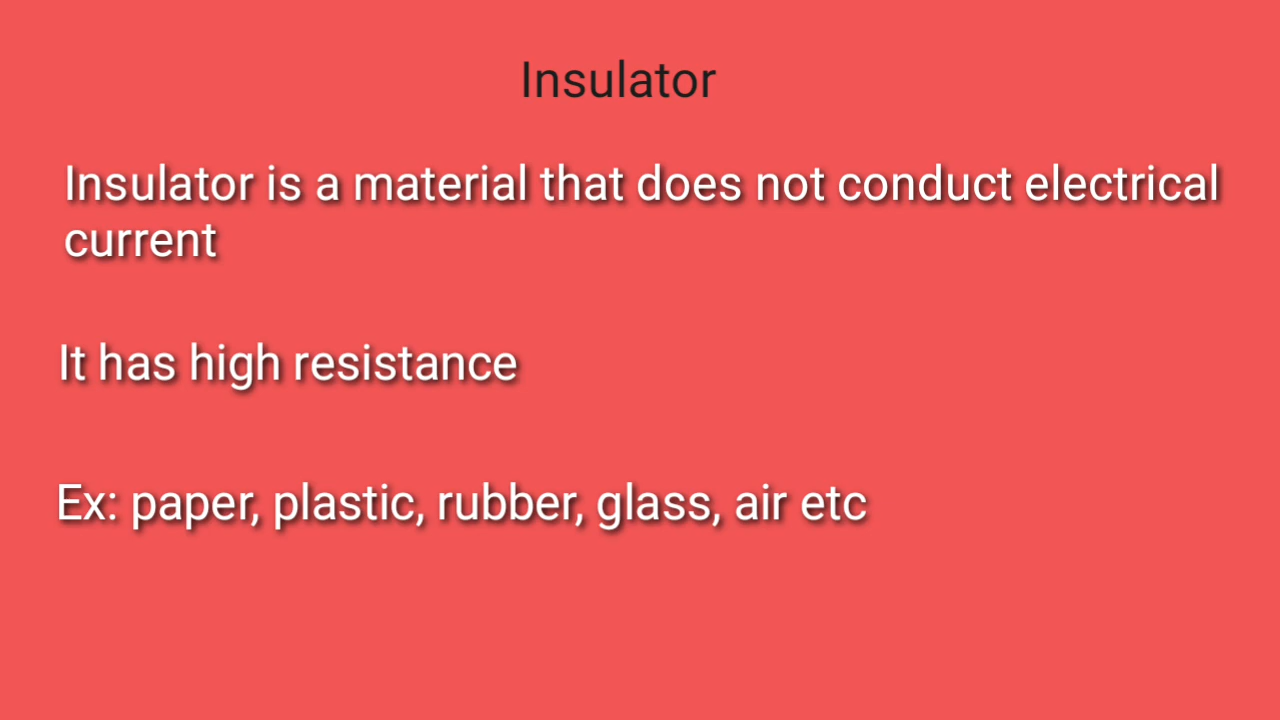 Insulator
Insulator is a material that does not conduct electrical
current
It has high resistance
Ex: paper, plastic, rubber, glass, air etc